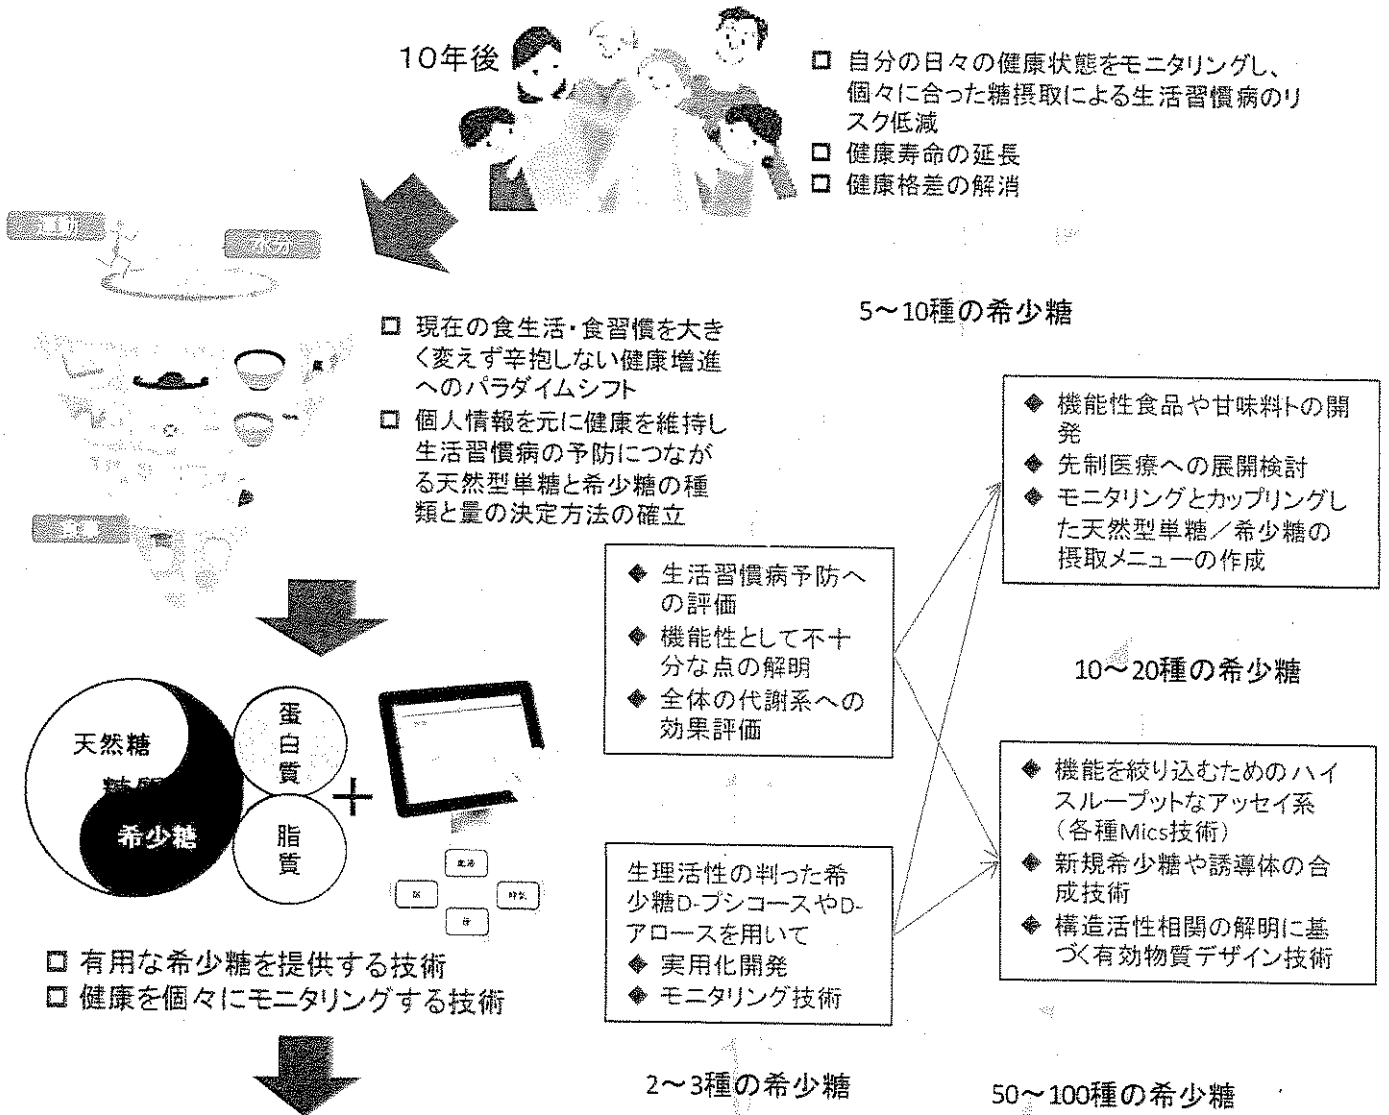 10年後
□ 自分の日々の健康状態をモニタリングし、
個々に合った糖摂取による生活習慣病のリ
スク低減
□ 健康寿命の延長
□ 健康格差の解消
運動
水分
□ 現在の食生活・食習慣を大き
く変えず辛抱しない健康増進
へのパラダイムシフト
□ 個人情報を元に健康を維持し
生活習慣病の予防につなが
る天然型単糖と希少糖の種
類と量の決定方法の確立
5～10種の希少糖
◆ 機能性食品や甘味料トの開
発
◆ 先制医療への展開検討
◆ モニタリングとカップリングし
た天然型単糖／希少糖の
摂取メニューの作成
◆ 生活習慣病予防へ
の評価
◆ 機能性として不十
分な点の解明
◆ 全体の代謝系への
効果評価
10～20種の希少糖
天然糖
糖質
希少糖
蛋白質
脂質
+
◆ 機能を絞り込むためのハイ
スループットなアッセイ系
（各種Mics技術）
◆ 新規希少糖や誘導体の合
成技術
◆ 構造活性相関の解明に基
づく有効物質デザイン技術
生理活性の判った希
少糖D-プシコースやD-
アロースを用いて
◆ 実用化開発
◆ モニタリング技術
□ 有用な希少糖を提供する技術
□ 健康を個々にモニタリングする技術
2～3種の希少糖
50～100種の希少糖